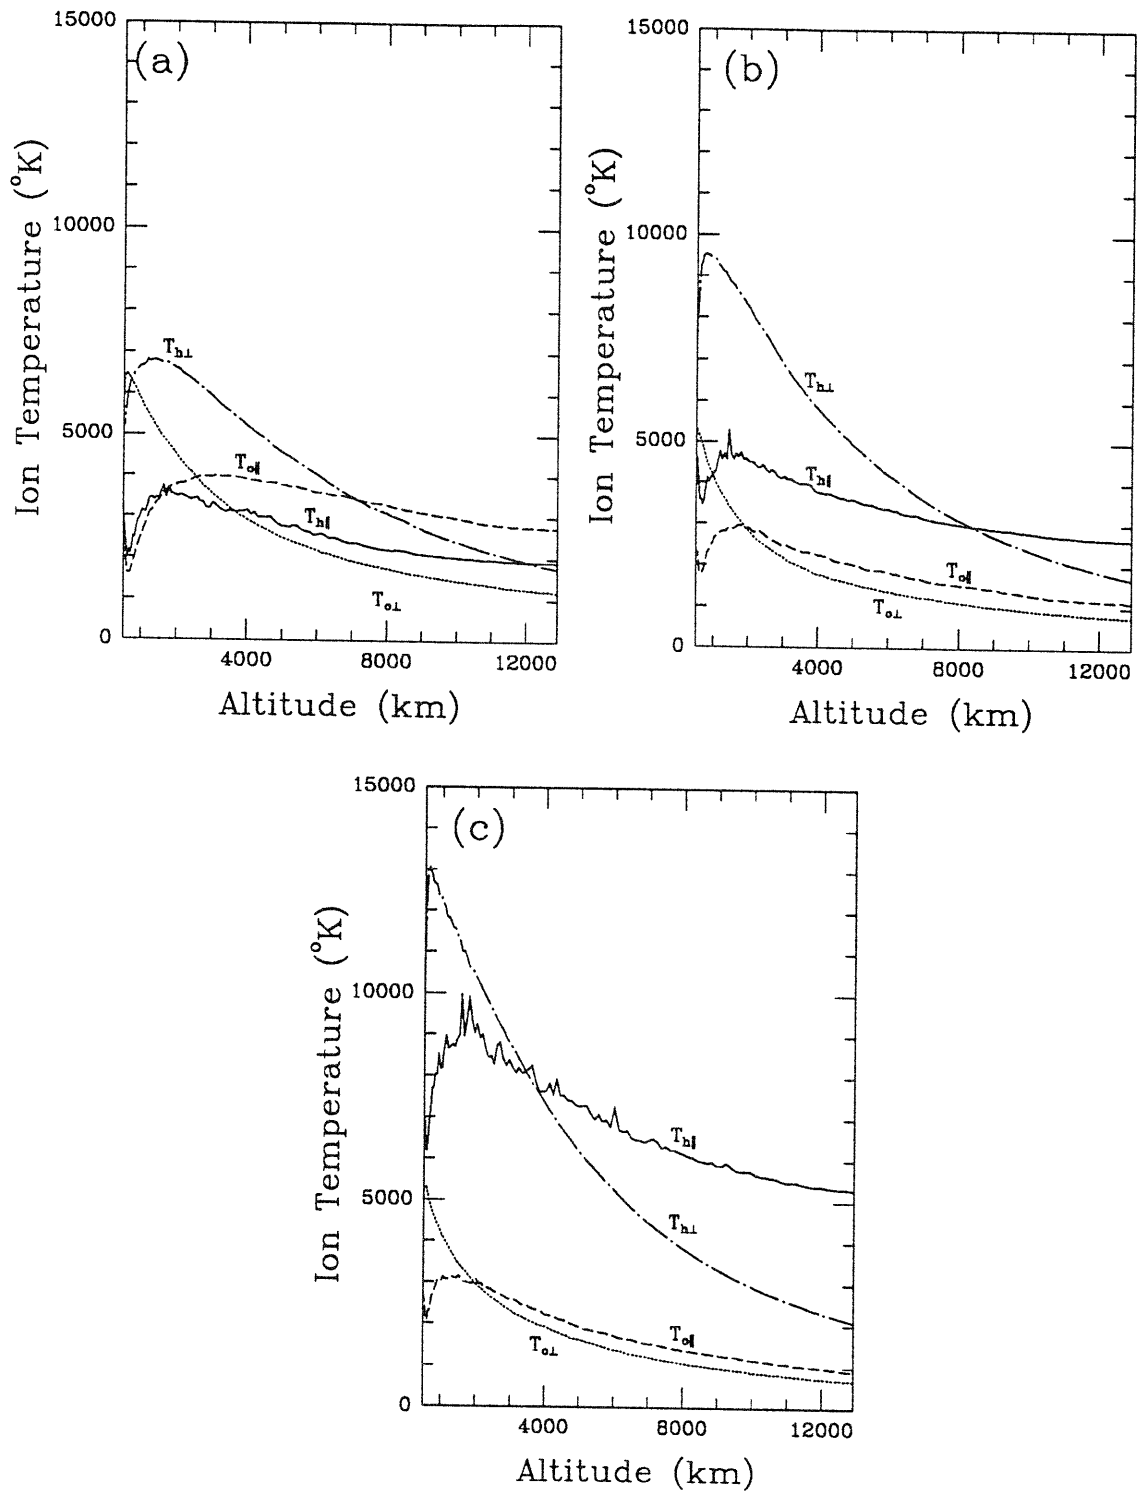 15000
(a)
10000
5000
0
T_h⊥
T_o∥
T_h∥
T_o⊥
4000 8000 12000
Altitude (km)
Ion Temperature (°K)
15000
(b)
10000
5000
0
T_h⊥
T_h∥
T_o∥
T_o⊥
4000 8000 12000
Altitude (km)
Ion Temperature (°K)
15000
(c)
10000
5000
0
T_h∥
T_h⊥
T_o∥
T_o⊥
4000 8000 12000
Altitude (km)
Ion Temperature (°K)